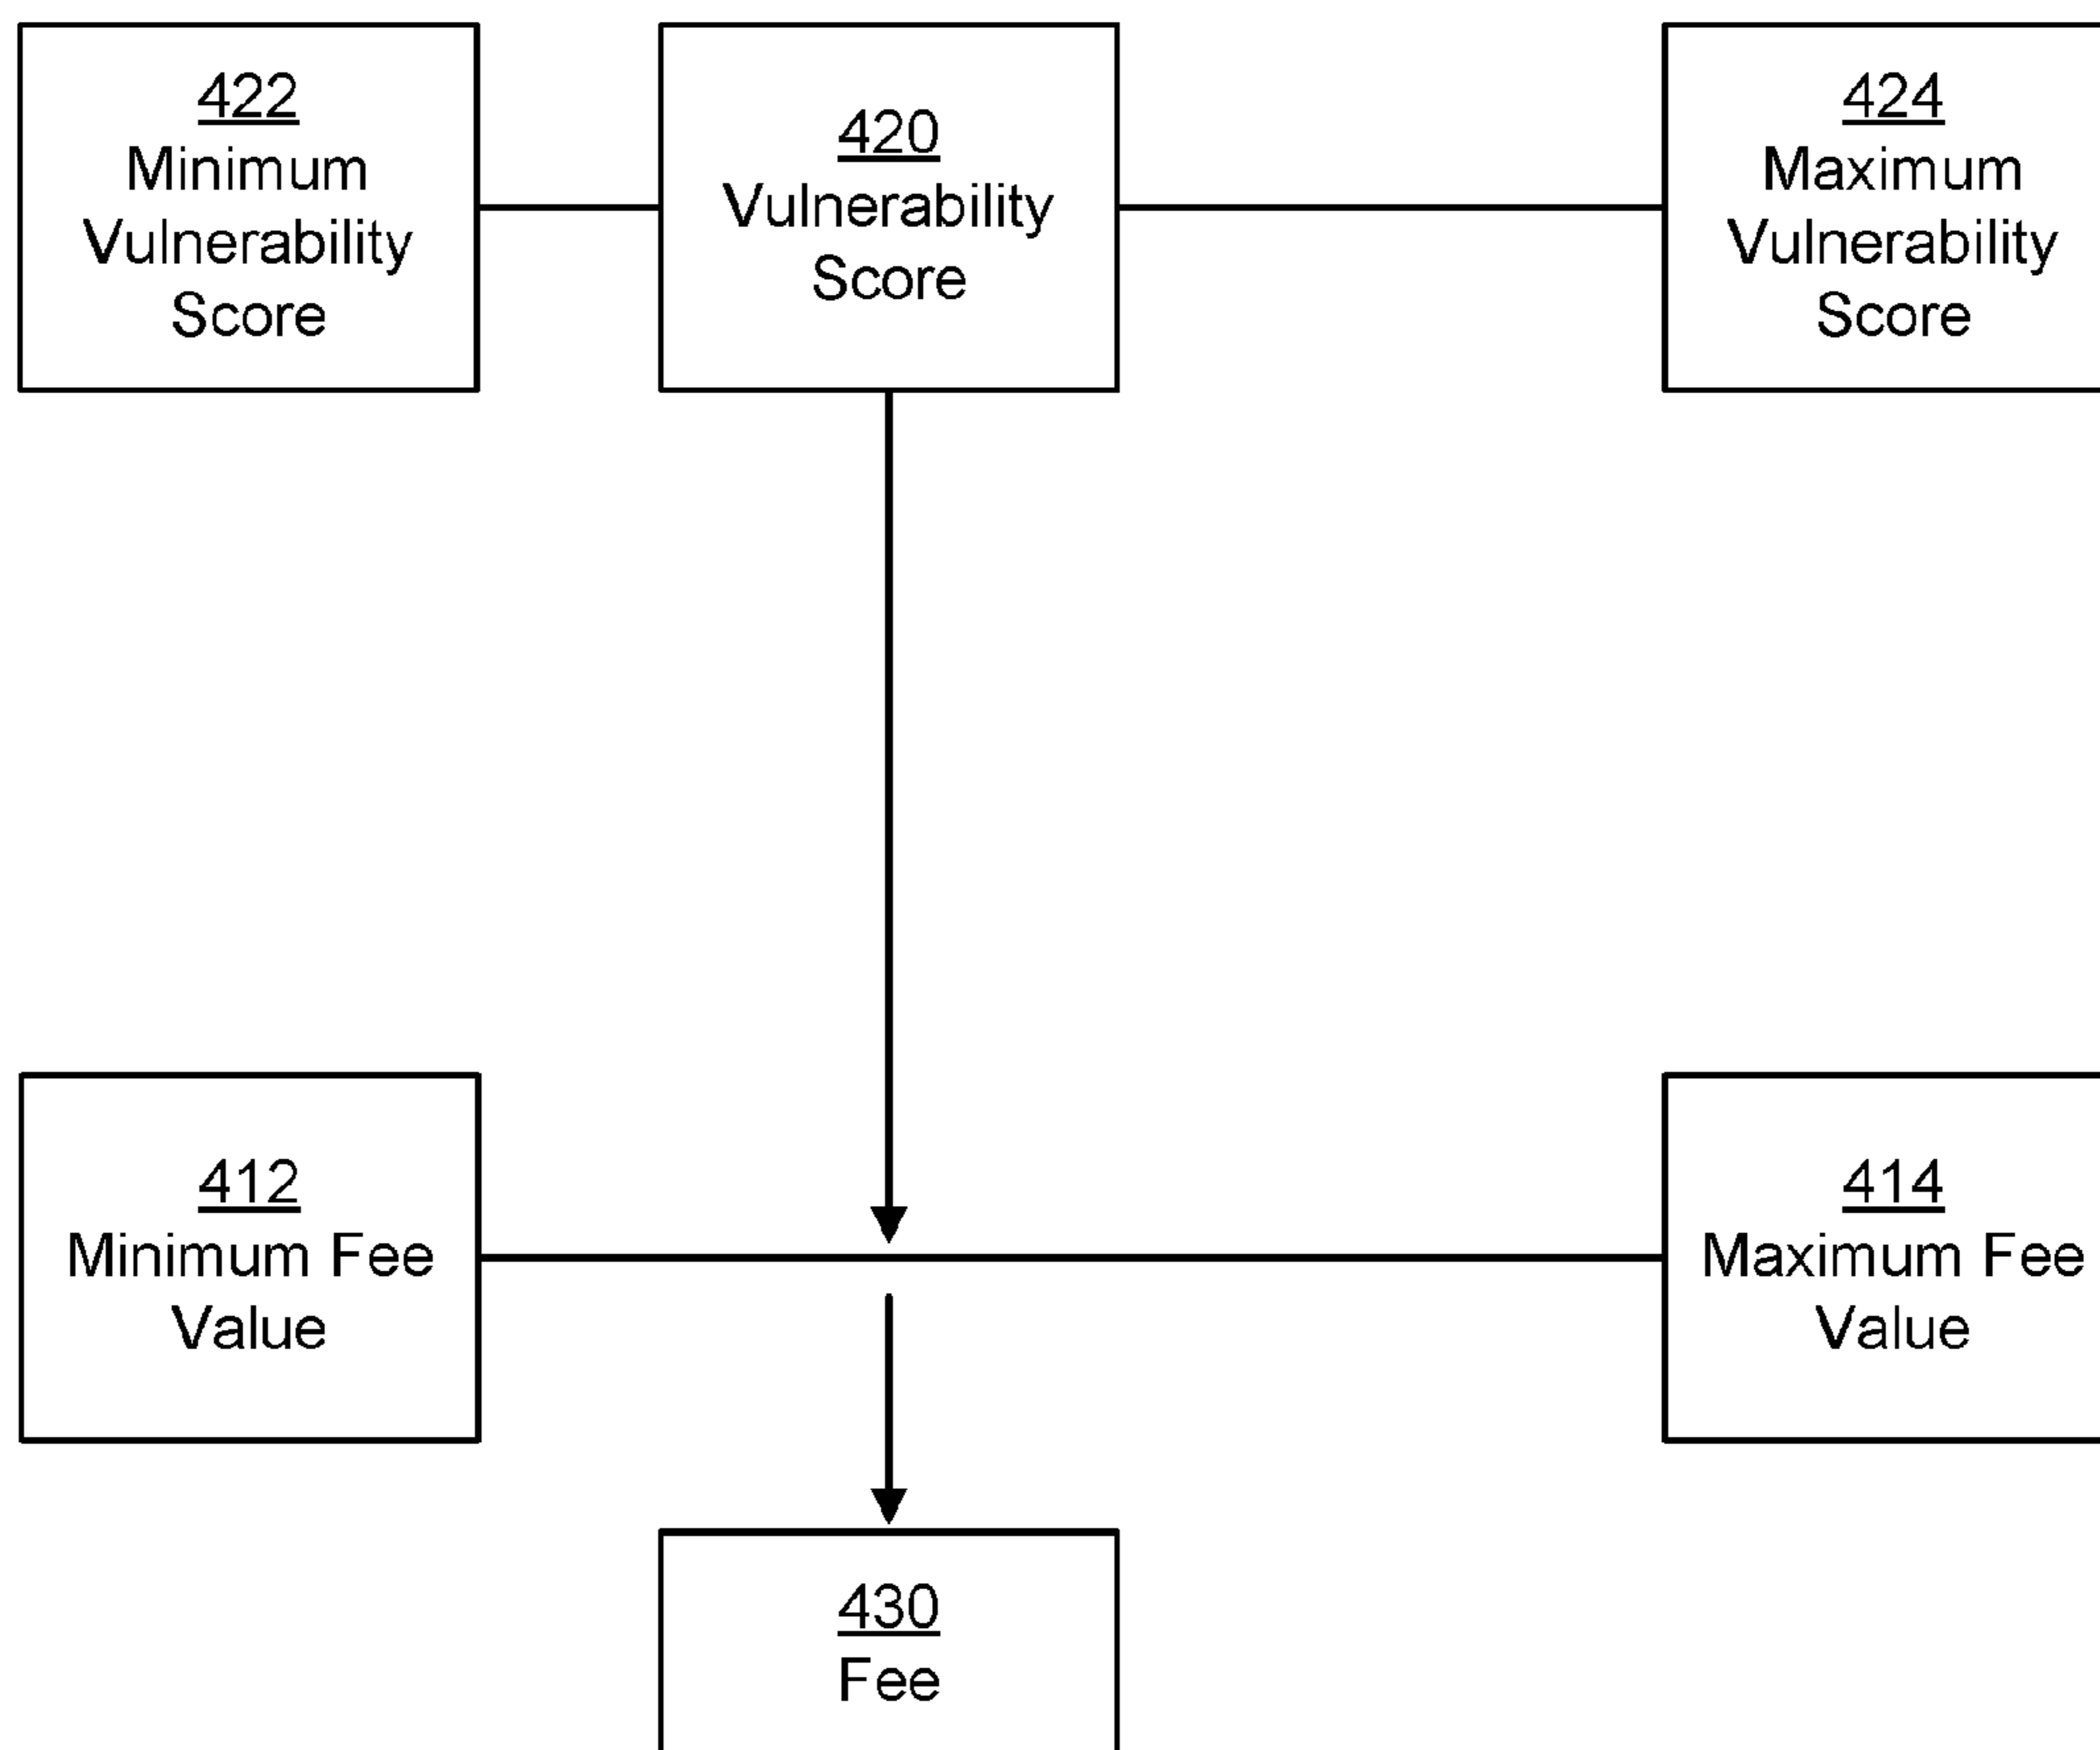 422
Minimum
Vulnerability
Score
420
Vulnerability
Score
424
Maximum
Vulnerability
Score
412
Minimum Fee
Value
414
Maximum Fee
Value
430
Fee